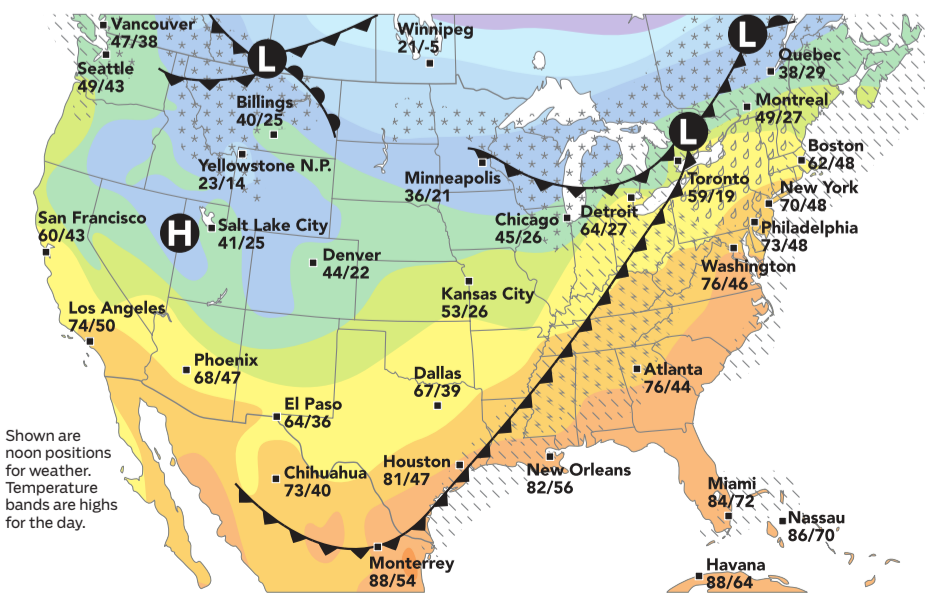 Vancouver
47/38
Seattle
49/43
Winnipeg
21/-5
L
L
Quebec
38/29
Billings
40/25
Montreal
49/27
L
Yellowstone N.P.
23/14
Minneapolis
36/21
Toronto
59/19
Boston
62/48
San Francisco
60/43
H
Salt Lake City
41/25
Chicago
45/26
Detroit
64/27
New York
70/48
Philadelphia
73/48
Denver
44/22
Washington
76/46
Kansas City
53/26
Los Angeles
74/50
Phoenix
68/47
Dallas
67/39
Atlanta
76/44
El Paso
64/36
Shown are
noon positions
for weather.
Temperature
bands are highs
for the day.
Chihuahua
73/40
Houston
81/47
New Orleans
82/56
Miami
84/72
Nassau
86/70
Monterrey
88/54
Havana
88/64